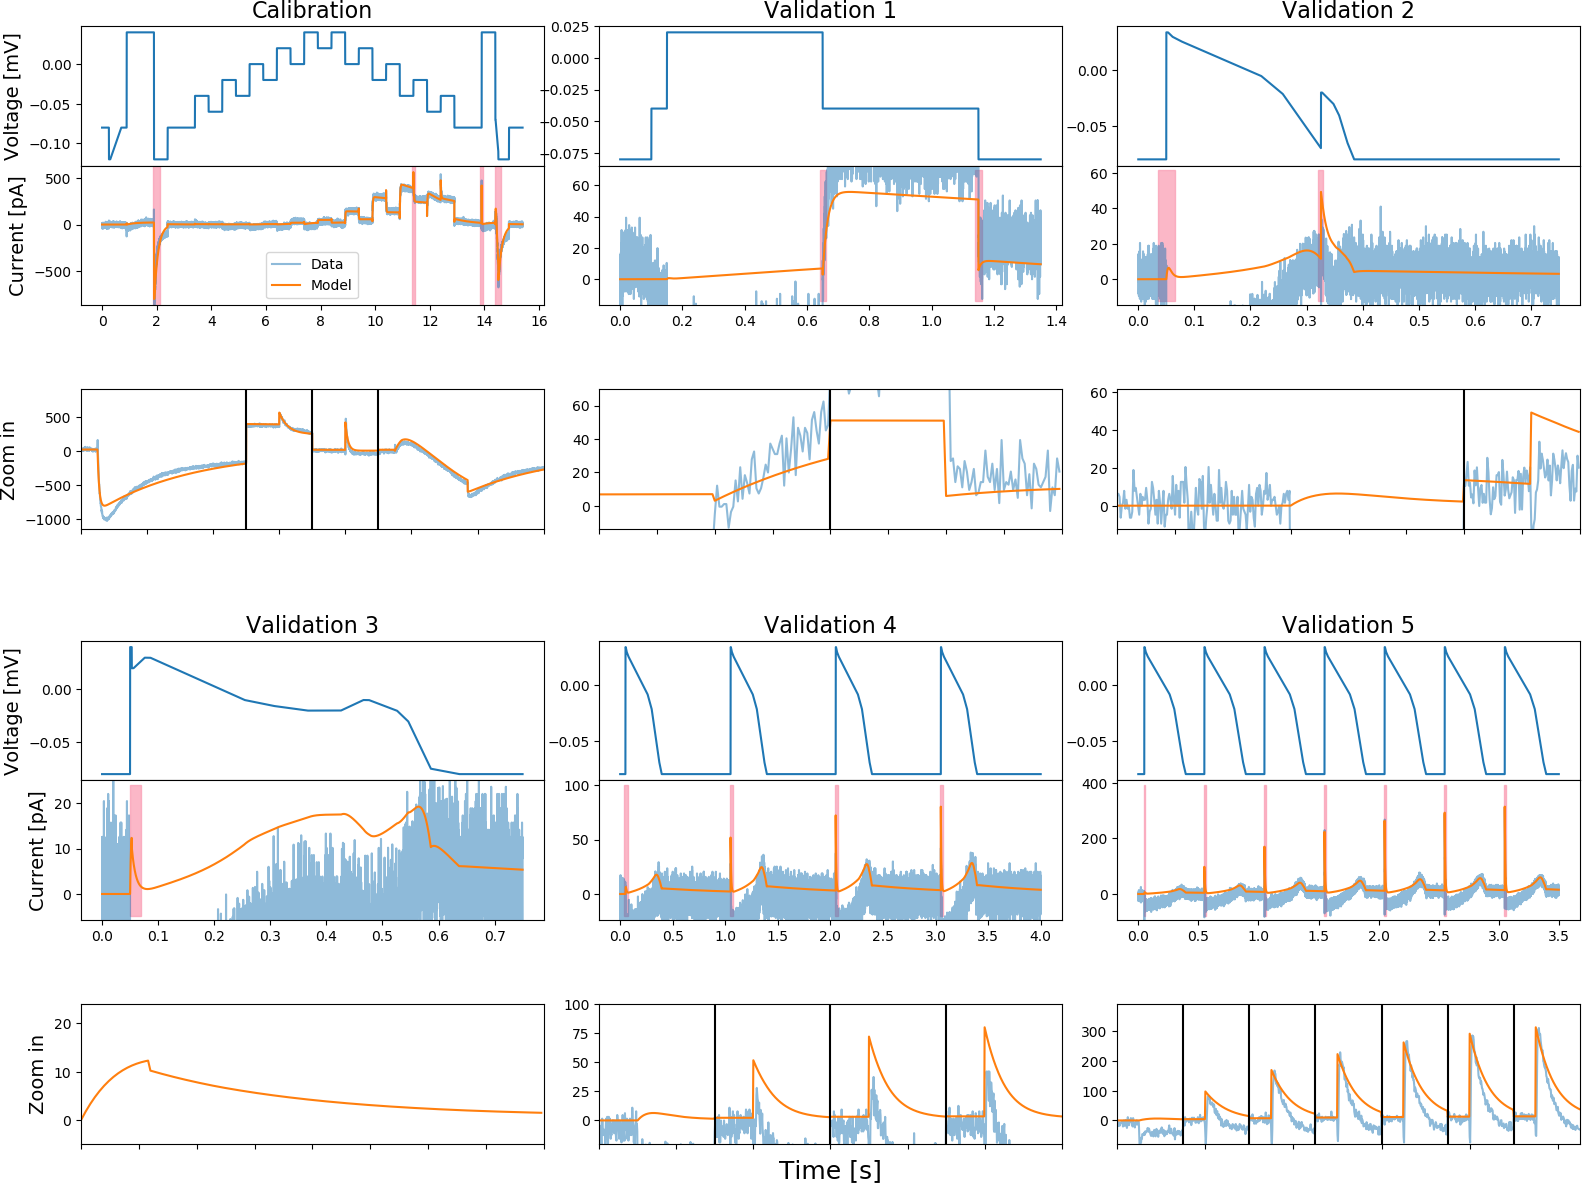 Calibration
Validation 1
Validation 2
Voltage [mV]
0.00
−0.05
−0.10
0.025
0.000
−0.025
−0.050
−0.075
0.00
−0.05
Current [pA]
500
0
−500
Data
Model
60
40
20
0
60
40
20
0
0 2 4 6 8 10 12 14 16
0.0 0.2 0.4 0.6 0.8 1.0 1.2 1.4
0.0 0.1 0.2 0.3 0.4 0.5 0.6 0.7
Zoom in
500
0
−500
−1000
60
40
20
0
60
40
20
0
Validation 3
Validation 4
Validation 5
Voltage [mV]
0.00
−0.05
0.00
−0.05
0.00
−0.05
Current [pA]
20
10
0
100
50
0
400
200
0
0.0 0.1 0.2 0.3 0.4 0.5 0.6 0.7
0.0 0.5 1.0 1.5 2.0 2.5 3.0 3.5 4.0
0.0 0.5 1.0 1.5 2.0 2.5 3.0 3.5
Zoom in
20
10
0
100
75
50
25
0
300
200
100
0
Time [s]